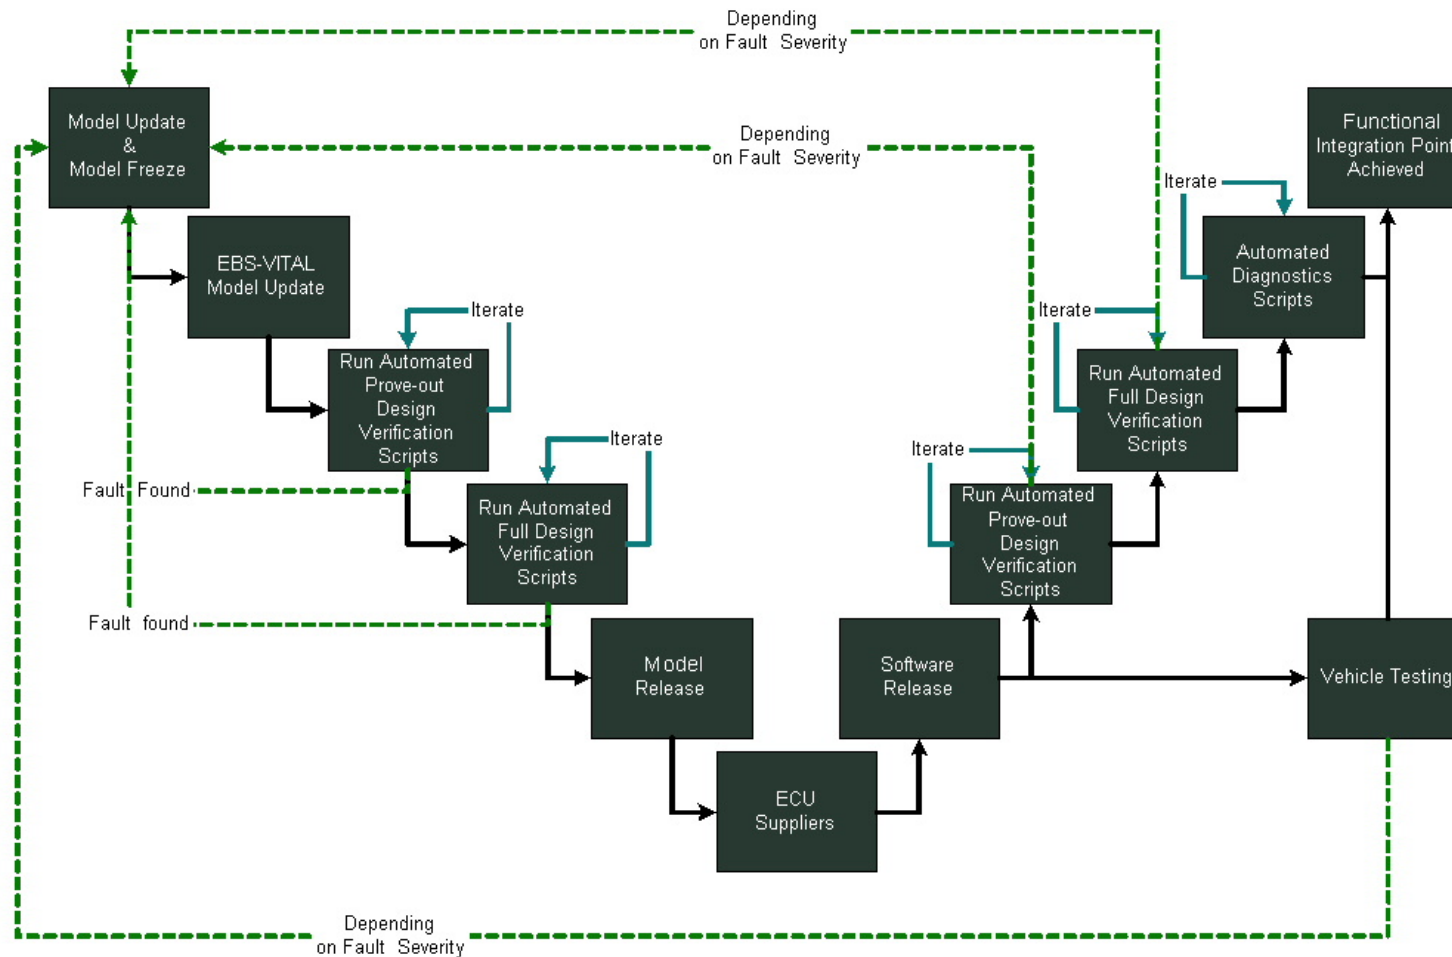 Depending
on Fault Severity
Model Update
&
Model Freeze
Depending
on Fault Severity
Functional
Integration Point
Achieved
Iterate
EBS-VITAL
Model Update
Automated
Diagnostics
Scripts
Iterate
Iterate
Run Automated
Prove-out
Design
Verification
Scripts
Run Automated
Full Design
Verification
Scripts
Iterate
Iterate
Fault Found
Run Automated
Full Design
Verification
Scripts
Run Automated
Prove-out
Design
Verification
Scripts
Fault found
Model
Release
Software
Release
Vehicle Testing
ECU
Suppliers
Depending
on Fault Severity